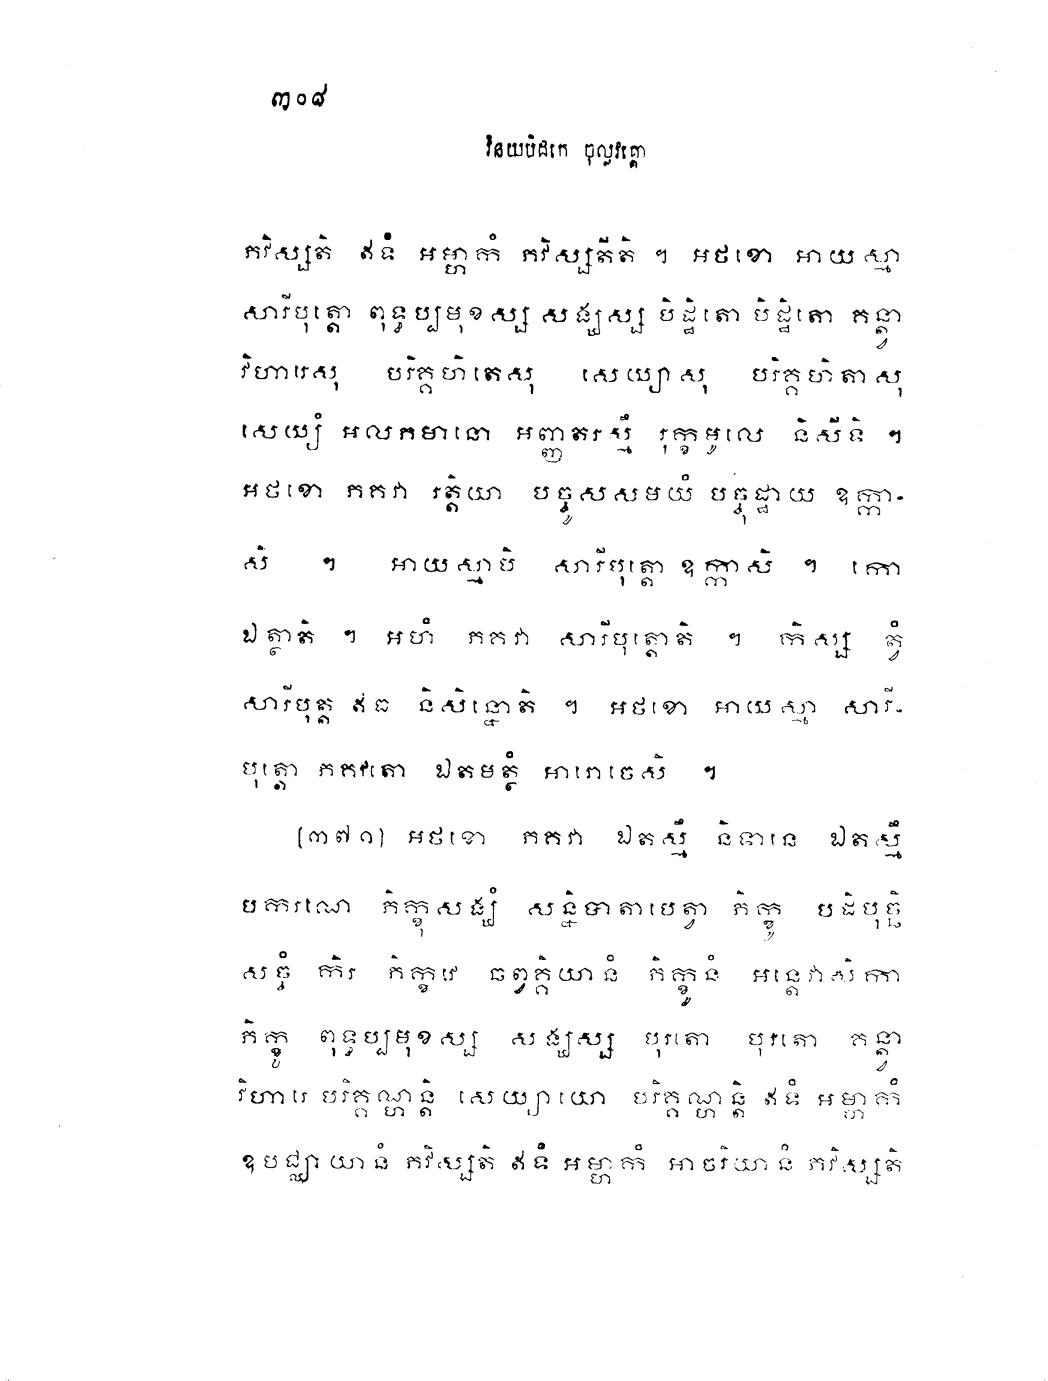 ៣០៨
វិនយបិដកេ ចុល្លវគ្គោ
ភវិស្សតិ ឥទំ អម្ហាកំ ភវិស្សតីតិ ។ អថខោ អាយស្មា
សារីបុត្តោ ពុទ្ធប្បមុខស្ស សង្ឃស្ស បិដ្ឋិតោ បិដ្ឋិតោ គន្ត្វា
វិហារេសុ បរិគ្គហិតេសុ សេយ្យាសុ បរិគ្គហិតាសុ
សេយ្យំ អលភមានោ អញ្ញតរស្មឹ រុក្ខមូលេ និសីទិ ។
អថខោ ភគវា រត្តិយា បច្ចូសសមយំ បច្ចុដ្ឋាយ ឧក្កា-
សិ ។ អាយស្មាបិ សារីបុត្តោ ឧក្កាសិ ។ កោ
ឯត្ថាតិ ។ អហំ ភគវា សារីបុត្តោតិ ។ កិស្ស ត្វំ
សារីបុត្ត ឥធ និសិន្នោតិ ។ អថខោ អាយស្មា សារី-
បុត្តោ ភគវតោ ឯតមត្ថំ អារោចេសិ ។
(៣៧១) អថខោ ភគវា ឯតស្មឹ និទានេ ឯតស្មឹ
បករណេ ភិក្ខុសង្ឃំ សន្និបាតាបេត្វា ភិក្ខូ បដិបុច្ឆិ
សច្ចំ កិរ ភិក្ខវេ ឆព្វគ្គិយានំ ភិក្ខូនំ អន្តេវាសិកា
ភិក្ខូ ពុទ្ធប្បមុខស្ស សង្ឃស្ស បុរតោ បុរតោ គន្ត្វា
វិហារេ បរិគ្គណ្ហន្តិ សេយ្យាយោ បរិគ្គណ្ហន្តិ ឥទំ អម្ហាកំ
ឧបជ្ឈាយានំ ភវិស្សតិ ឥទំ អម្ហាកំ អាចរិយានំ ភវិស្សតិ